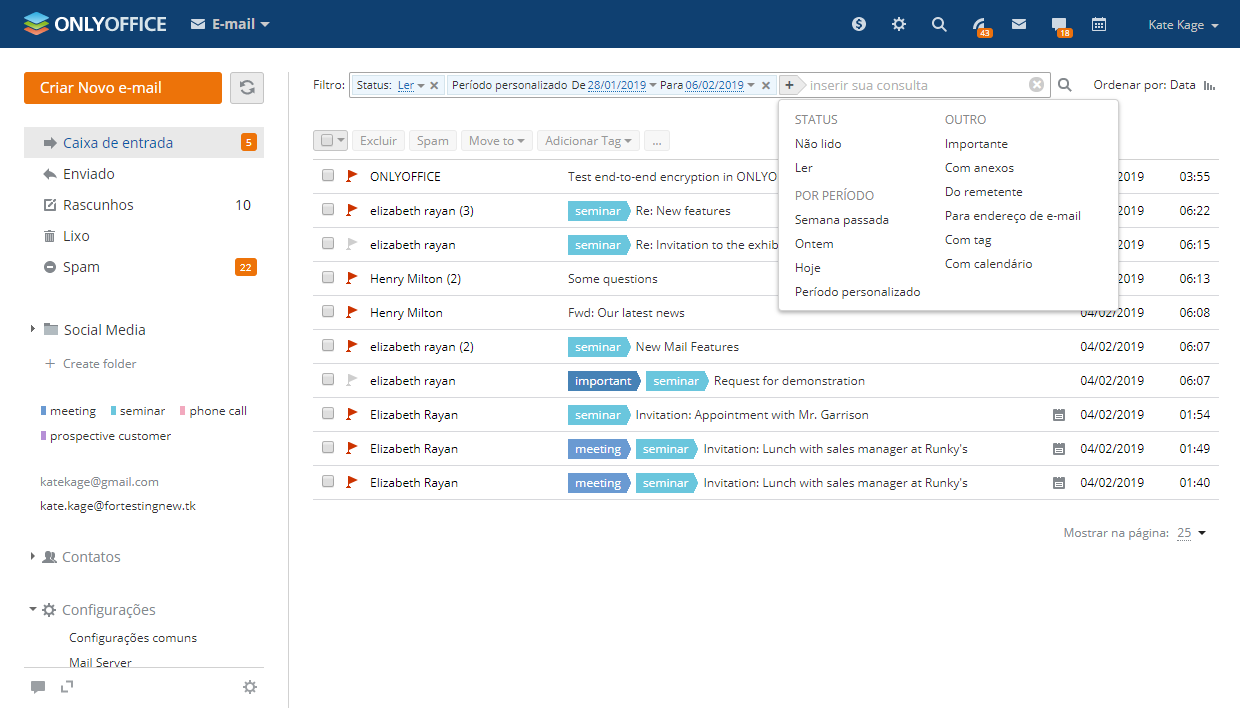 ONLYOFFICE E-mail 43 18 Kate Kage
Criar Novo e-mail
Filtro: Status: Ler Período personalizado De 28/01/2019 Para 06/02/2019 + inserir sua consulta Ordenar por: Data
Caixa de entrada 5
Enviado
Rascunhos 10
Lixo
Spam 22
Social Media
Create folder
meeting seminar phone call
prospective customer
katekage@gmail.com
kate.kage@fortestingnew.tk
Contatos
Configurações
Configurações comuns
Mail Server
STATUS
Não lido
Ler
POR PERÍODO
Semana passada
Ontem
Hoje
Período personalizado
OUTRO
Importante
Com anexos
Do remetente
Para endereço de e-mail
Com tag
Com calendário
Excluir Spam Move to Adicionar Tag ...
ONLYOFFICE Test end-to-end encryption in ONLYO 2019 03:55
elizabeth rayan (3) seminar Re: New features 2019 06:22
elizabeth rayan seminar Re: Invitation to the exhib 2019 06:15
Henry Milton (2) Some questions 2019 06:13
Henry Milton Fwd: Our latest news 04/02/2019 06:08
elizabeth rayan (2) seminar New Mail Features 04/02/2019 06:07
elizabeth rayan important seminar Request for demonstration 04/02/2019 06:07
Elizabeth Rayan seminar Invitation: Appointment with Mr. Garrison 04/02/2019 01:54
Elizabeth Rayan meeting seminar Invitation: Lunch with sales manager at Runky's 04/02/2019 01:49
Elizabeth Rayan meeting seminar Invitation: Lunch with sales manager at Runky's 04/02/2019 01:40
Mostrar na página: 25